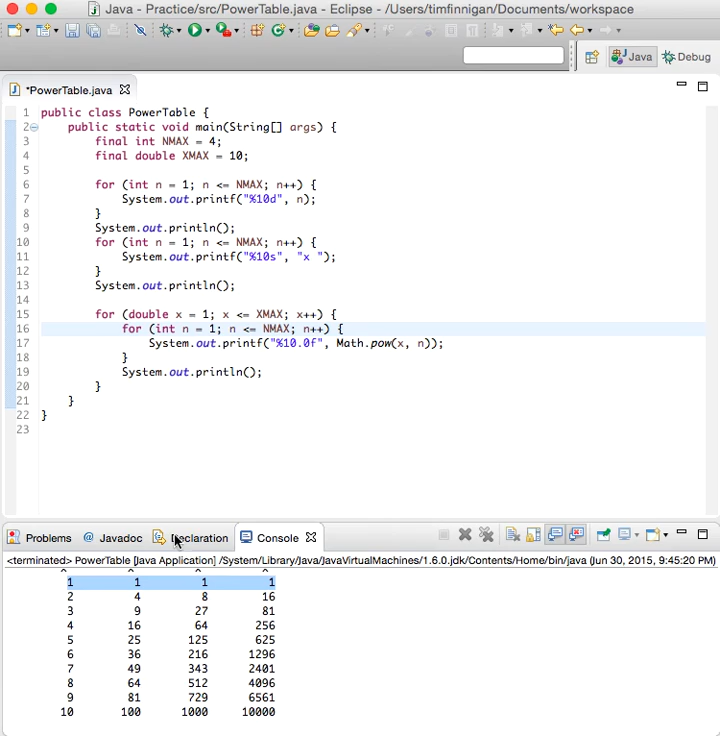 Java - Practice/src/PowerTable.java - Eclipse - /Users/timfinnigan/Documents/workspace
Java Debug
*PowerTable.java
1 public class PowerTable {
2 public static void main(String[] args) {
3 final int NMAX = 4;
4 final double XMAX = 10;
5
6 for (int n = 1; n <= NMAX; n++) {
7 System.out.printf("%10d", n);
8 }
9 System.out.println();
10 for (int n = 1; n <= NMAX; n++) {
11 System.out.printf("%10s", "x ");
12 }
13 System.out.println();
14
15 for (double x = 1; x <= XMAX; x++) {
16 for (int n = 1; n <= NMAX; n++) {
17 System.out.printf("%10.0f", Math.pow(x, n));
18 }
19 System.out.println();
20 }
21 }
22 }
23
Problems @ Javadoc Declaration Console
<terminated> PowerTable [Java Application] /System/Library/Java/JavaVirtualMachines/1.6.0.jdk/Contents/Home/bin/java (Jun 30, 2015, 9:45:20 PM)
1 1 1 1
2 4 8 16
3 9 27 81
4 16 64 256
5 25 125 625
6 36 216 1296
7 49 343 2401
8 64 512 4096
9 81 729 6561
10 100 1000 10000